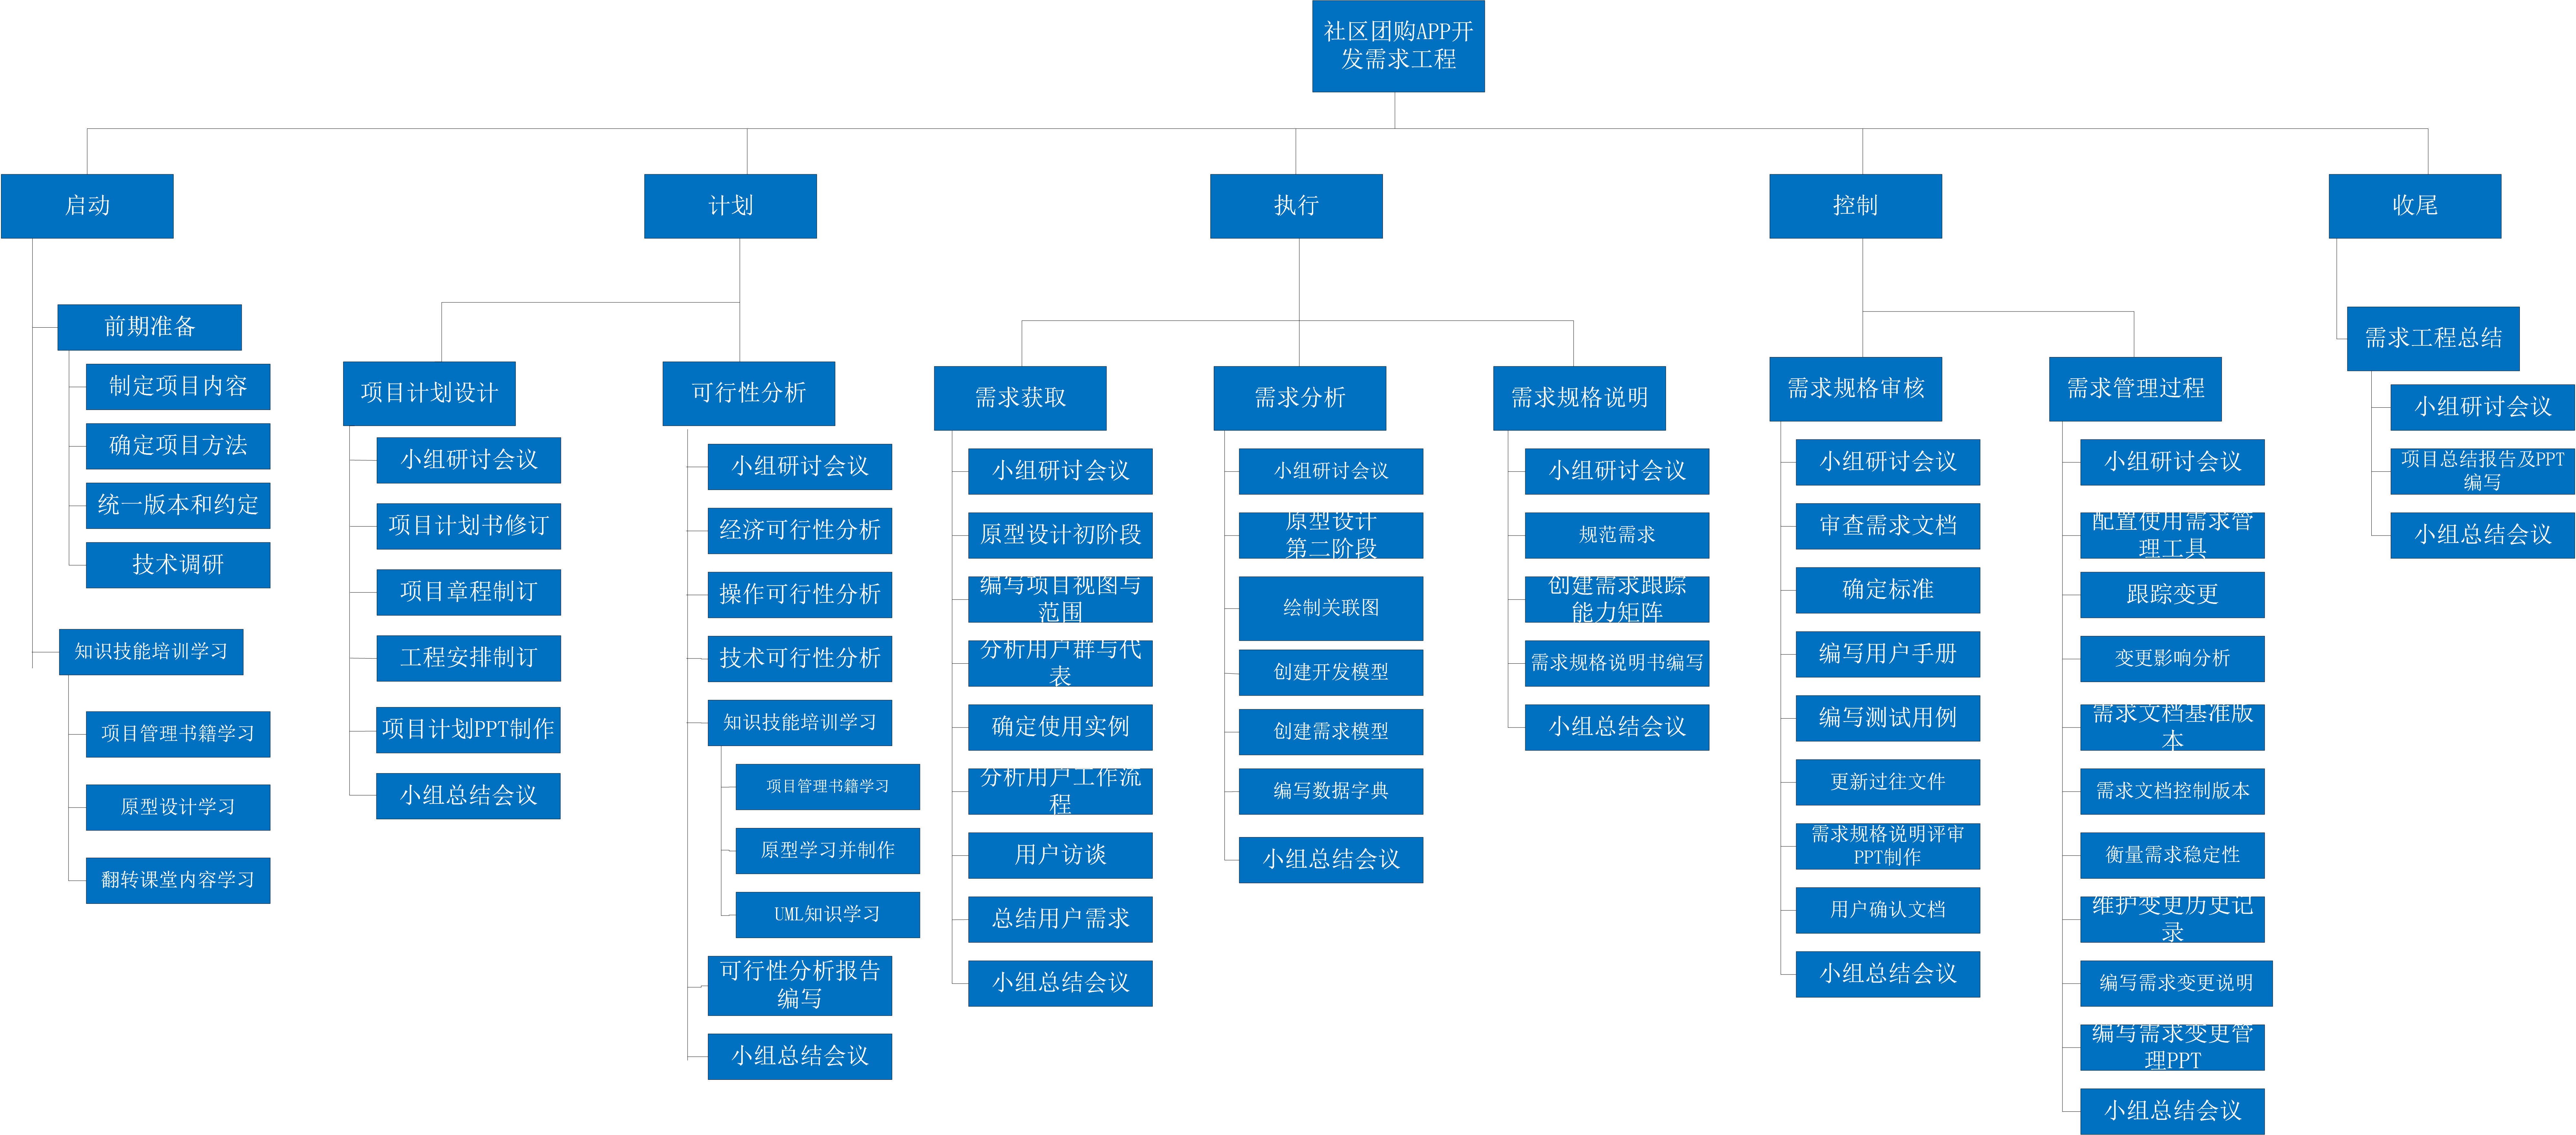 社区团购APP开
发需求工程
启动
计划
执行
控制
收尾
前期准备
制定项目内容
确定项目方法
统一版本和约定
技术调研
知识技能培训学习
项目管理书籍学习
原型设计学习
翻转课堂内容学习
项目计划设计
小组研讨会议
项目计划书修订
项目章程制订
工程安排制订
项目计划PPT制作
小组总结会议
可行性分析
小组研讨会议
经济可行性分析
操作可行性分析
技术可行性分析
知识技能培训学习
项目管理书籍学习
原型学习并制作
UML知识学习
可行性分析报告
编写
小组总结会议
需求获取
小组研讨会议
原型设计初阶段
编写项目视图与
范围
分析用户群与代
表
确定使用实例
分析用户工作流
程
用户访谈
总结用户需求
小组总结会议
需求分析
小组研讨会议
原型设计
第二阶段
绘制关联图
创建开发模型
创建需求模型
编写数据字典
小组总结会议
需求规格说明
小组研讨会议
规范需求
创建需求跟踪
能力矩阵
需求规格说明书编写
小组总结会议
需求规格审核
小组研讨会议
审查需求文档
确定标准
编写用户手册
编写测试用例
更新过往文件
需求规格说明评审
PPT制作
用户确认文档
小组总结会议
需求管理过程
小组研讨会议
配置使用需求管
理工具
跟踪变更
变更影响分析
需求文档基准版
本
需求文档控制版本
衡量需求稳定性
维护变更历史记
录
编写需求变更说明
编写需求变更管
理PPT
小组总结会议
需求工程总结
小组研讨会议
项目总结报告及PPT
编写
小组总结会议